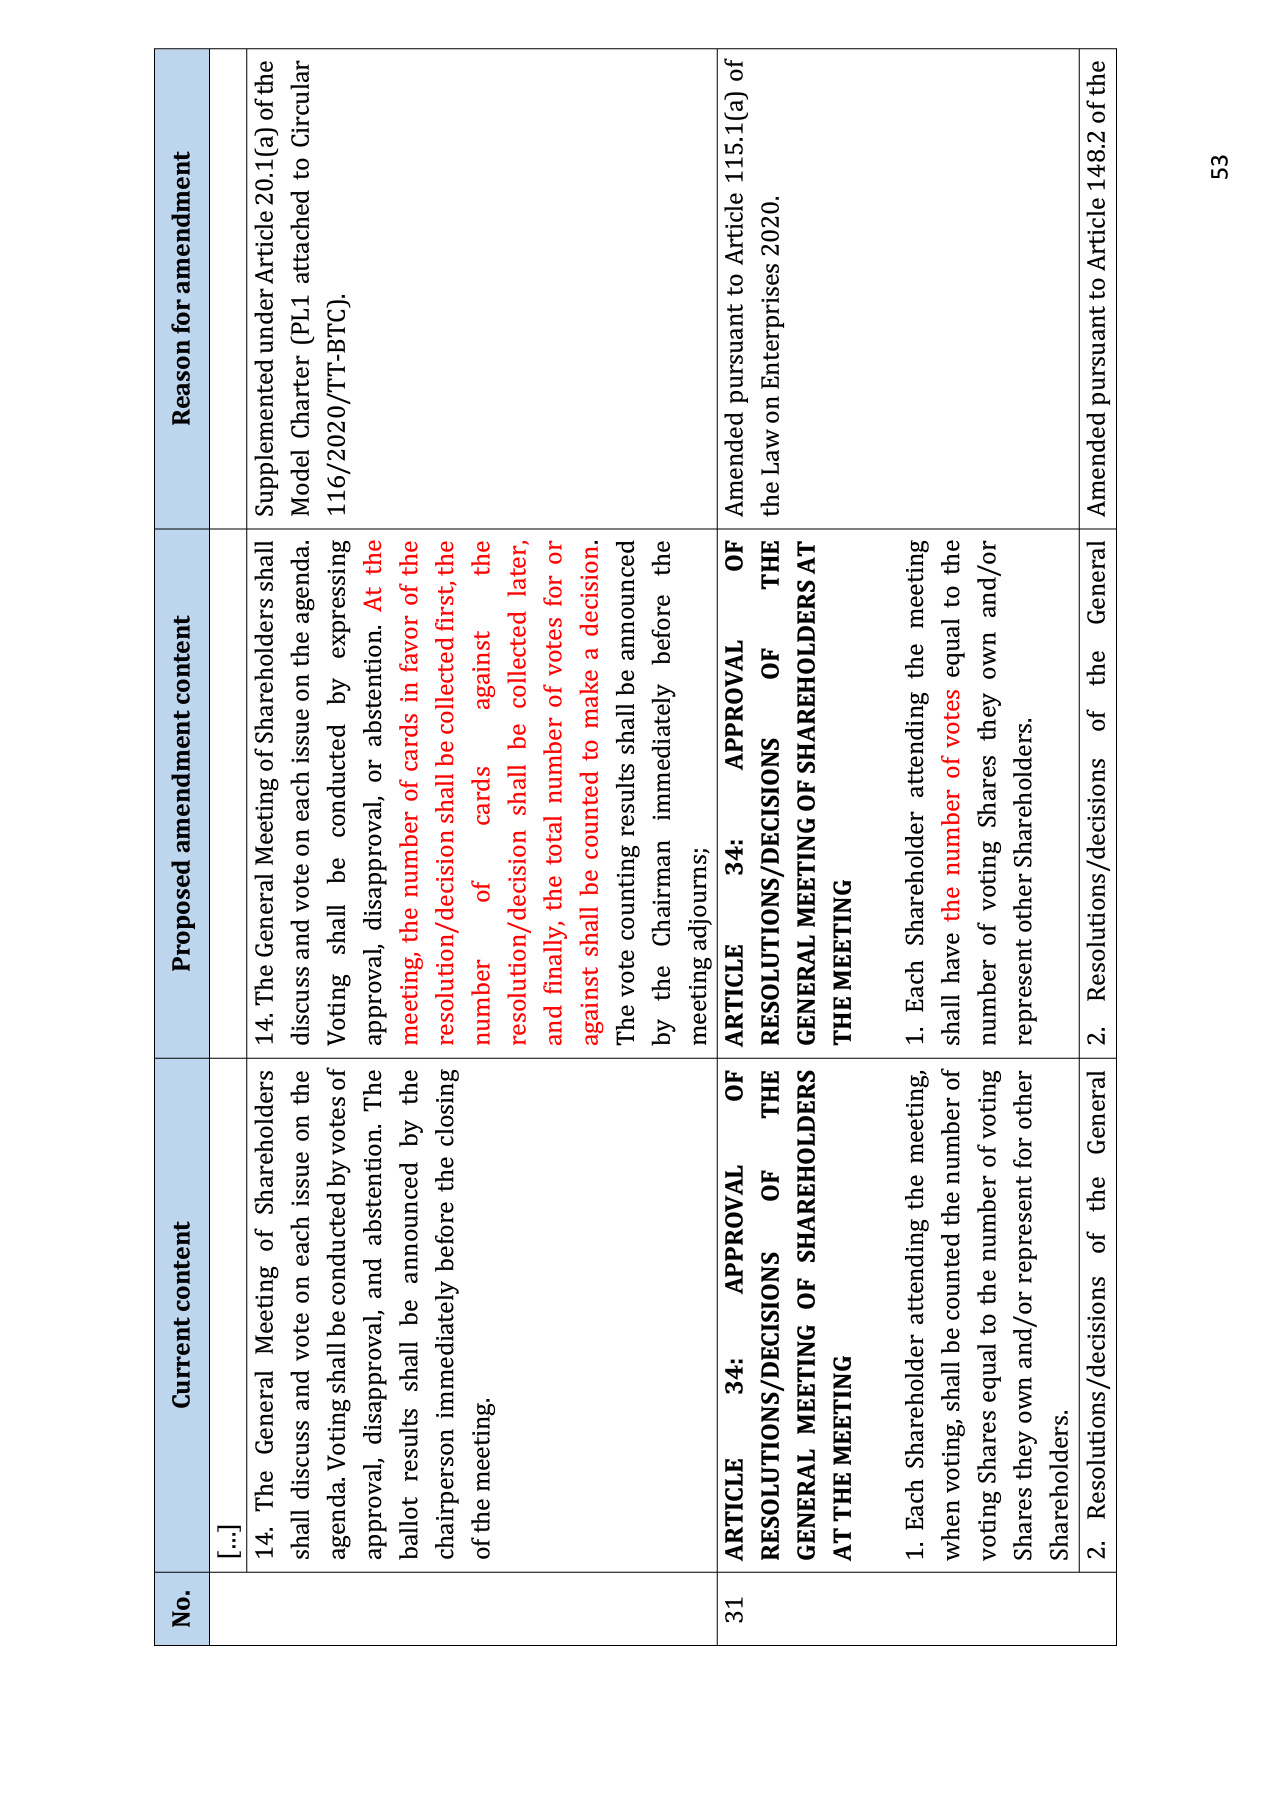 No.
Current content
Proposed amendment content
Reason for amendment
[...]
14. The General Meeting of Shareholders
shall discuss and vote on each issue on the
agenda. Voting shall be conducted by votes of
approval, disapproval, and abstention. The
ballot results shall be announced by the
chairperson immediately before the closing
of the meeting.
14. The General Meeting of Shareholders shall
discuss and vote on each issue on the agenda.
Voting shall be conducted by expressing
approval, disapproval, or abstention. At the
meeting, the number of cards in favor of the
resolution/decision shall be collected first, the
number of cards against the
resolution/decision shall be collected later,
and finally, the total number of votes for or
against shall be counted to make a decision.
The vote counting results shall be announced
by the Chairman immediately before the
meeting adjourns;
Supplemented under Article 20.1(a) of the
Model Charter (PL1 attached to Circular
116/2020/TT-BTC).
31
ARTICLE 34: APPROVAL OF
RESOLUTIONS/DECISIONS OF THE
GENERAL MEETING OF SHAREHOLDERS
AT THE MEETING
1. Each Shareholder attending the meeting,
when voting, shall be counted the number of
voting Shares equal to the number of voting
Shares they own and/or represent for other
Shareholders.
ARTICLE 34: APPROVAL OF
RESOLUTIONS/DECISIONS OF THE
GENERAL MEETING OF SHAREHOLDERS AT
THE MEETING
1. Each Shareholder attending the meeting
shall have the number of votes equal to the
number of voting Shares they own and/or
represent other Shareholders.
Amended pursuant to Article 115.1(a) of
the Law on Enterprises 2020.
2. Resolutions/decisions of the General
2. Resolutions/decisions of the General
Amended pursuant to Article 148.2 of the
53